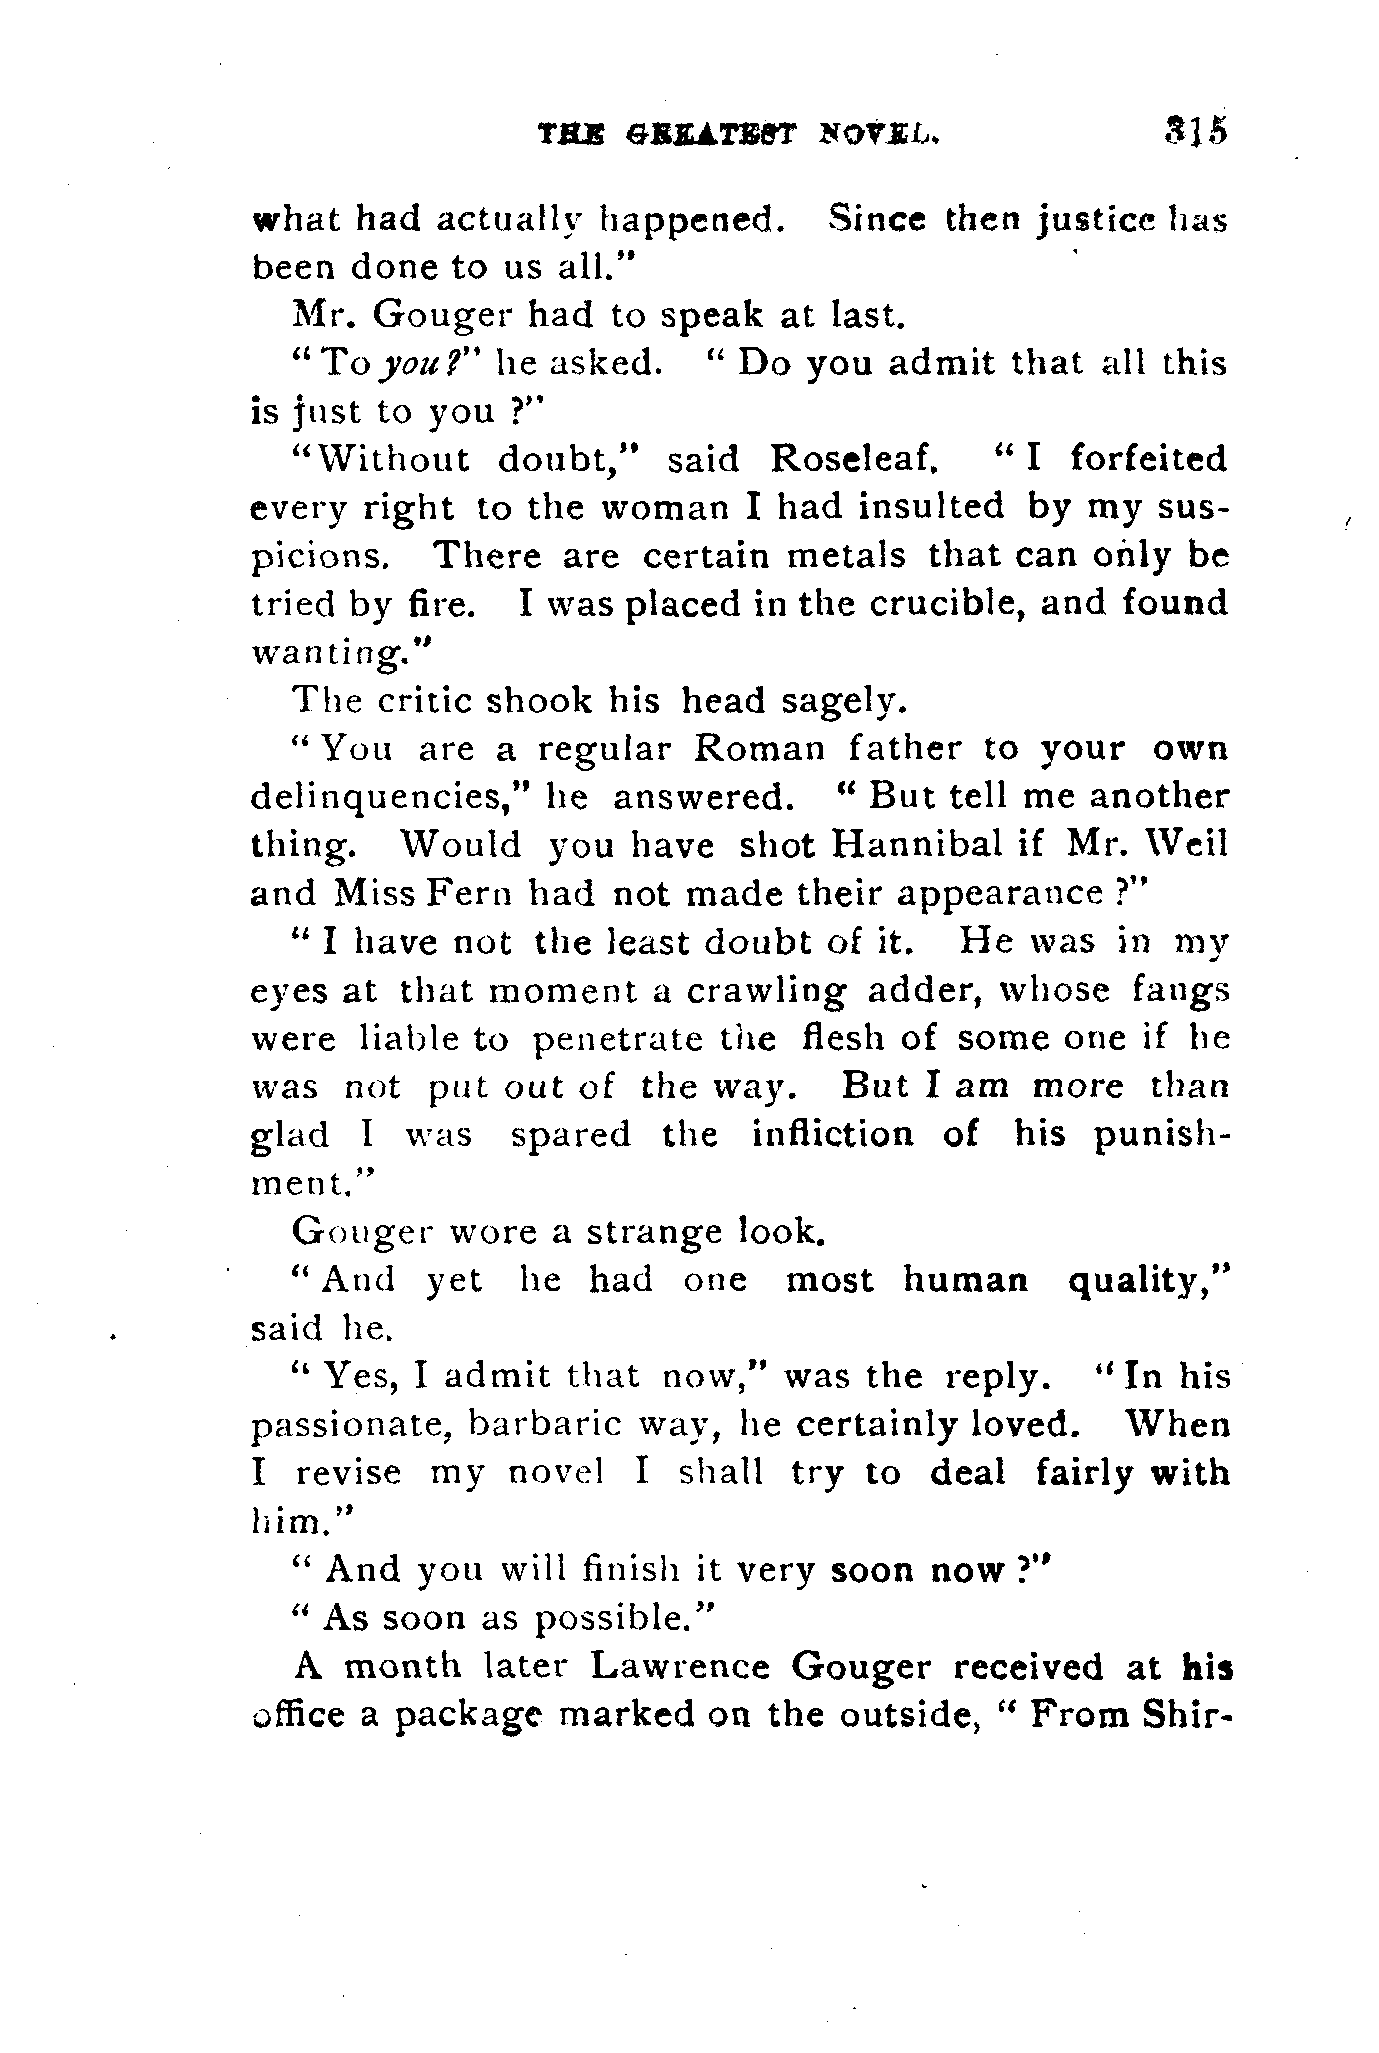 THE GREATEST NOVEL. 315
what had actually happened. Since then justice has
been done to us all."
Mr. Gouger had to speak at last.
"To you?" he asked. "Do you admit that all this
is just to you?"
"Without doubt," said Roseleaf. "I forfeited
every right to the woman I had insulted by my sus-
picions. There are certain metals that can only be
tried by fire. I was placed in the crucible, and found
wanting."
The critic shook his head sagely.
"You are a regular Roman father to your own
delinquencies," he answered. "But tell me another
thing. Would you have shot Hannibal if Mr. Weil
and Miss Fern had not made their appearance?"
"I have not the least doubt of it. He was in my
eyes at that moment a crawling adder, whose fangs
were liable to penetrate the flesh of some one if he
was not put out of the way. But I am more than
glad I was spared the infliction of his punish-
ment."
Gouger wore a strange look.
"And yet he had one most human quality,"
said he.
"Yes, I admit that now," was the reply. "In his
passionate, barbaric way, he certainly loved. When
I revise my novel I shall try to deal fairly with
him."
"And you will finish it very soon now?"
"As soon as possible."
A month later Lawrence Gouger received at his
office a package marked on the outside, "From Shir-